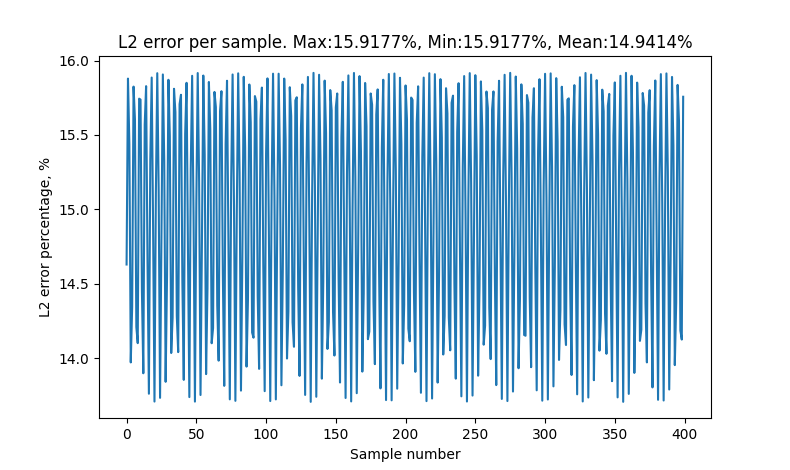 L2 error per sample. Max:15.9177%, Min:15.9177%, Mean:14.9414%
16.0
15.5
15.0
14.5
14.0
L2 error percentage, %
0 50 100 150 200 250 300 350 400
Sample number